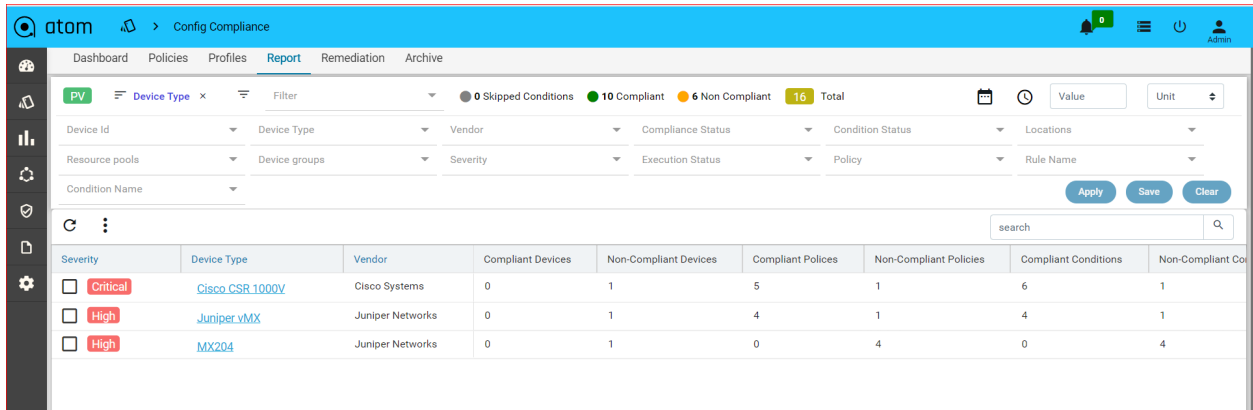 atom > Config Compliance 0 Admin
Dashboard Policies Profiles Report Remediation Archive
PV Device Type × Filter 0 Skipped Conditions 10 Compliant 6 Non Compliant 16 Total Value Unit
Device Id Device Type Vendor Compliance Status Condition Status Locations
Resource pools Device groups Severity Execution Status Policy Rule Name
Condition Name Apply Save Clear
search
Severity Device Type Vendor Compliant Devices Non-Compliant Devices Compliant Polices Non-Compliant Policies Compliant Conditions Non-Compliant Co
Critical Cisco CSR 1000V Cisco Systems 0 1 5 1 6 1
High Juniper vMX Juniper Networks 0 1 4 1 4 1
High MX204 Juniper Networks 0 1 0 4 0 4